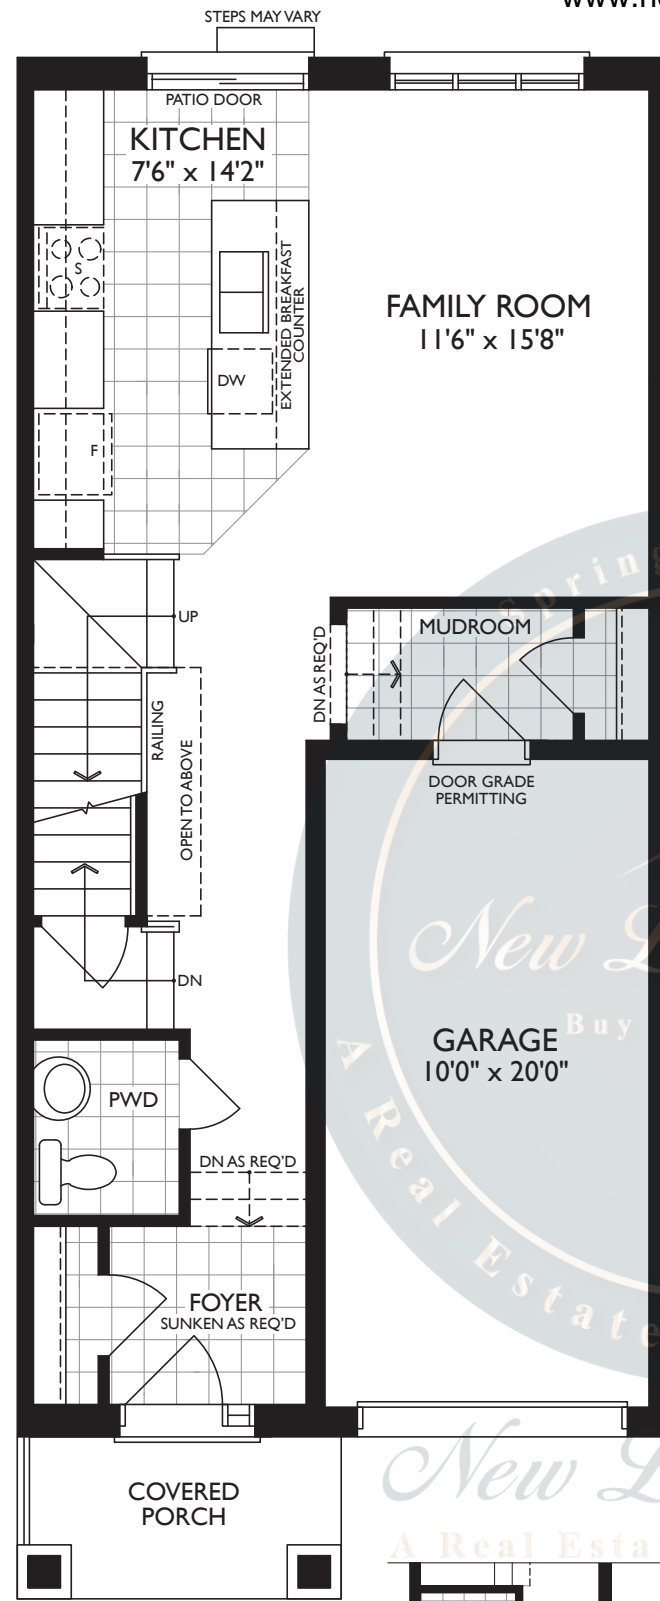 STEPS MAY VARY
PATIO DOOR
KITCHEN
7'6" x 14'2"
S
EXTENDED BREAKFAST
COUNTER
DW
F
FAMILY ROOM
11'6" x 15'8"
UP
RAILING
OPEN TO ABOVE
DN AS REQ'D
MUDROOM
DOOR GRADE
PERMITTING
DN
GARAGE
10'0" x 20'0"
PWD
DN AS REQ'D
FOYER
SUNKEN AS REQ'D
COVERED
PORCH
Spring
New L
Buy
A Real Estate
New L
A Real Esta